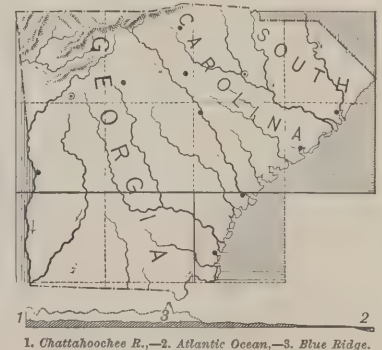 SOUTH
CAROLINA
GEORGIA
1 3 2
1. Chattahoochee R.,—2. Atlantic Ocean,—3. Blue Ridge.